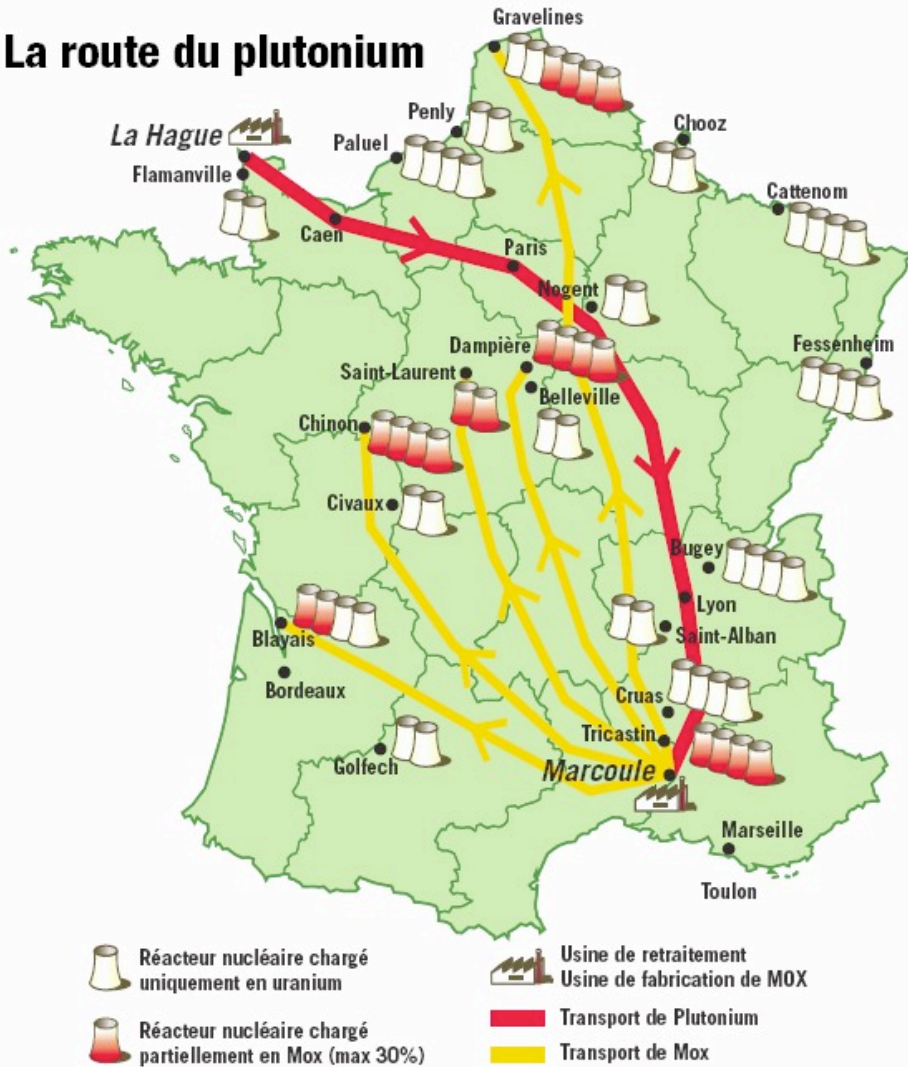 La route du plutonium
Gravelines
Penly
La Hague
Paluel
Chooz
Flamanville
Cattenom
Caen
Paris
Nogent
Dampière
Fessenheim
Saint-Laurent
Belleville
Chinon
Civaux
Bugey
Lyon
Blayais
Saint-Alban
Bordeaux
Cruas
Tricastin
Golfech
Marcoule
Marseille
Toulon
Réacteur nucléaire chargé
uniquement en uranium
Réacteur nucléaire chargé
partiellement en Mox (max 30%)
Usine de retraitement
Usine de fabrication de MOX
Transport de Plutonium
Transport de Mox